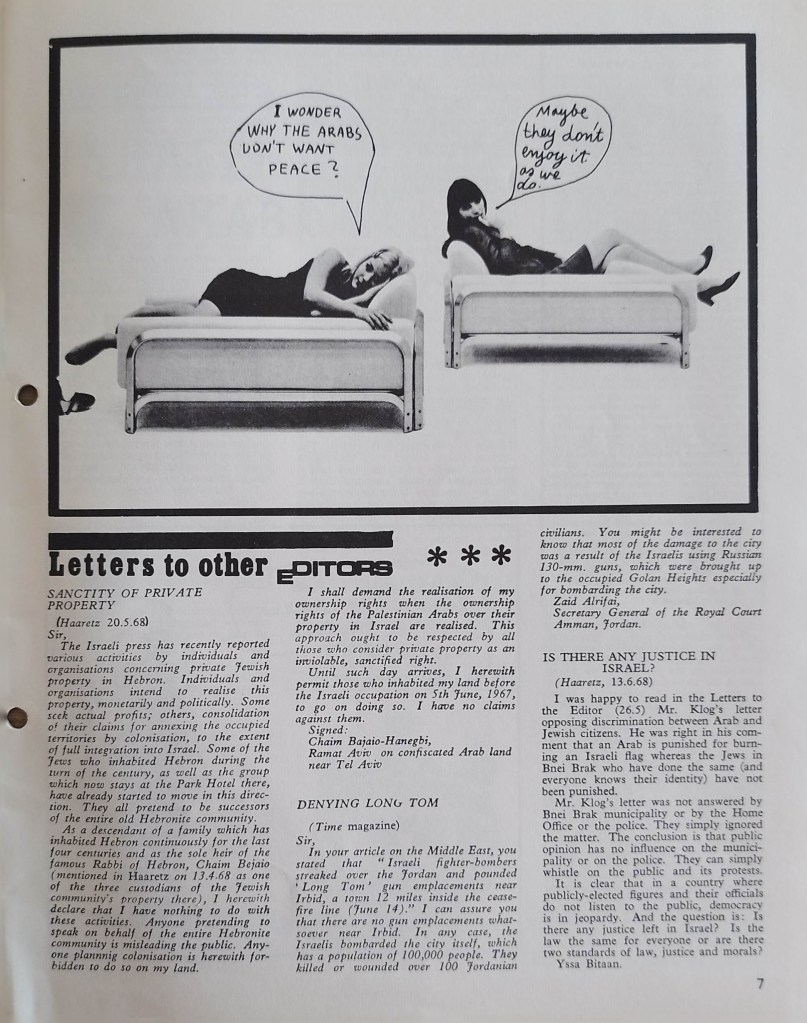 I WONDER
WHY THE ARABS
DON'T WANT
PEACE ?
Maybe
they don't
enjoy it
as we
do.
Letters to other EDITORS ***
SANCTITY OF PRIVATE
PROPERTY
(Haaretz 20.5.68)
Sir,
The Israeli press has recently reported
various activities by individuals and
organisations concerning private Jewish
property in Hebron. Individuals and
organisations intend to realise this
property, monetarily and politically. Some
seek actual profits; others, consolidation
of their claims for annexing the occupied
territories by colonisation, to the extent
of full integration into Israel. Some of the
Jews who inhabited Hebron during the
turn of the century, as well as the group
which now stays at the Park Hotel there,
have already started to move in this direc-
tion. They all pretend to be successors
of the entire old Hebronite community.
As a descendant of a family which has
inhabited Hebron continuously for the last
four centuries and as the sole heir of the
famous Rabbi of Hebron, Chaim Bejaio
(mentioned in Haaretz on 13.4.68 as one
of the three custodians of the Jewish
community's property there), I herewith
declare that I have nothing to do with
these activities. Anyone pretending to
speak on behalf of the entire Hebronite
community is misleading the public. Any-
one plannnig colonisation is herewith for-
bidden to do so on my land.
I shall demand the realisation of my
ownership rights when the ownership
rights of the Palestinian Arabs over their
property in Israel are realised. This
approach ought to be respected by all
those who consider private property as an
inviolable, sanctified right.
Until such day arrives, I herewith
permit those who inhabited my land before
the Israeli occupation on 5th June, 1967,
to go on doing so. I have no claims
against them.
Signed:
Chaim Bajaio-Hanegbi,
Ramat Aviv on confiscated Arab land
near Tel Aviv
DENYING LONG TOM
(Time magazine)
Sir,
In your article on the Middle East, you
stated that "Israeli fighter-bombers
streaked over the Jordan and pounded
'Long Tom' gun emplacements near
Irbid, a town 12 miles inside the cease-
fire line (June 14)." I can assure you
that there are no gun emplacements what-
soever near Irbid. In any case, the
Israelis bombarded the city itself, which
has a population of 100,000 people. They
killed or wounded over 100 Jordanian
civilians. You might be interested to
know that most of the damage to the city
was a result of the Israelis using Russian
130-mm. guns, which were brought up
to the occupied Golan Heights especially
for bombarding the city.
Zaid Alrifai,
Secretary General of the Royal Court
Amman, Jordan.
IS THERE ANY JUSTICE IN
ISRAEL?
(Haaretz, 13.6.68)
I was happy to read in the Letters to
the Editor (26.5) Mr. Klog's letter
opposing discrimination between Arab and
Jewish citizens. He was right in his com-
ment that an Arab is punished for burn-
ing an Israeli flag whereas the Jews in
Bnei Brak who have done the same (and
everyone knows their identity) have not
been punished.
Mr. Klog's letter was not answered by
Bnei Brak municipality or by the Home
Office or the police. They simply ignored
the matter. The conclusion is that public
opinion has no influence on the munici-
pality or on the police. They can simply
whistle on the public and its protests.
It is clear that in a country where
publicly-elected figures and their officials
do not listen to the public, democracy
is in jeopardy. And the question is: Is
there any justice left in Israel? Is the
law the same for everyone or are there
two standards of law, justice and morals?
Yssa Bitaan.
7